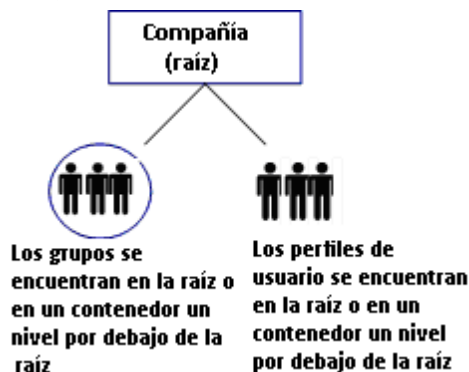 Compañía
(raíz)
Los grupos se
encuentran en la raíz o
en un contenedor un
nivel por debajo de la
raíz
Los perfiles de
usuario se encuentran
en la raíz o en un
contenedor un nivel
por debajo de la raíz